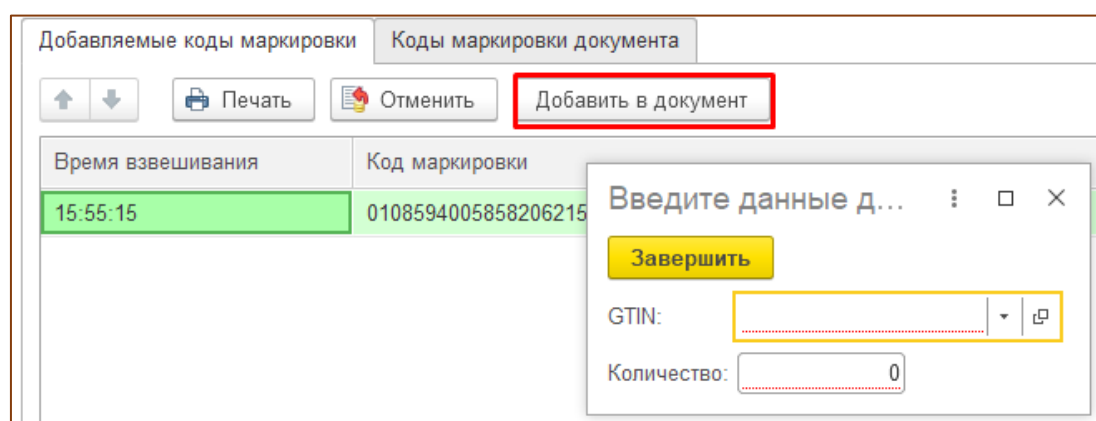 Добавляемые коды маркировки Коды маркировки документа
Печать Отменить Добавить в документ
Время взвешивания Код маркировки
15:55:15 0108594005858206215
Введите данные д...
Завершить
GTIN:
Количество: 0